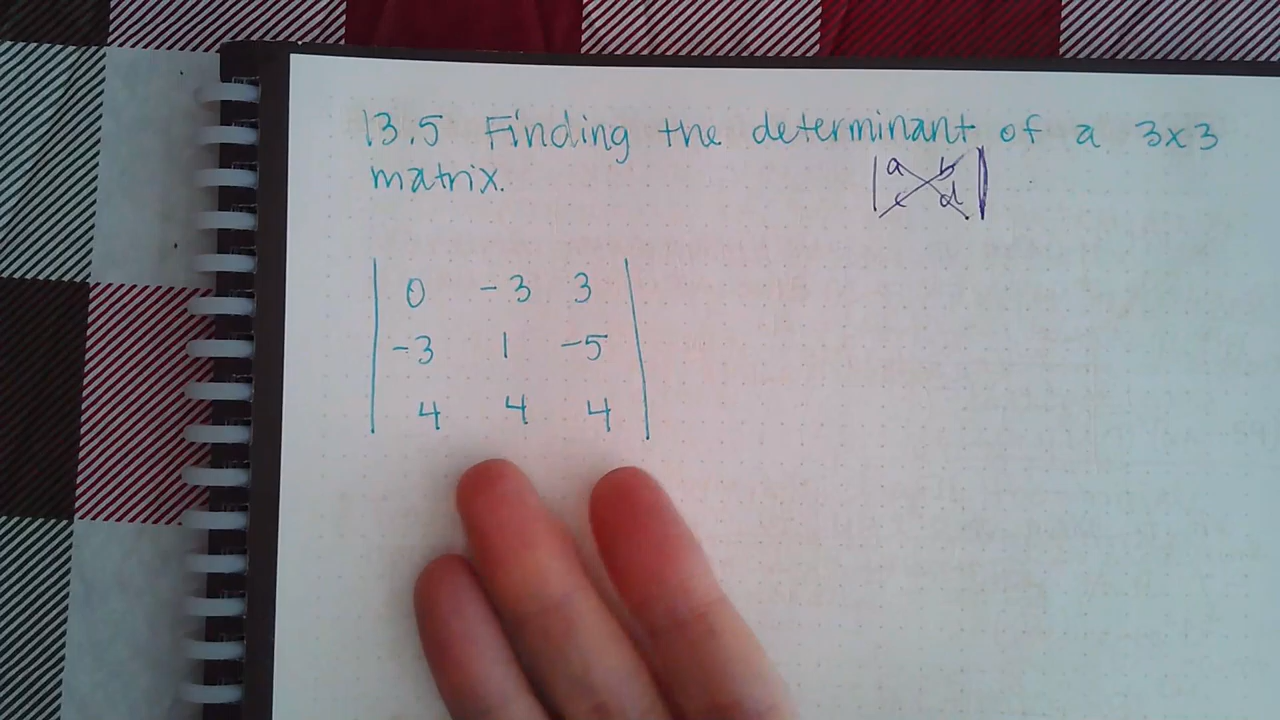 13.5 Finding the determinant of a 3x3
matrix.
|a b|
|c d|
|0 -3 3|
|-3 1 -5|
|4 4 4|